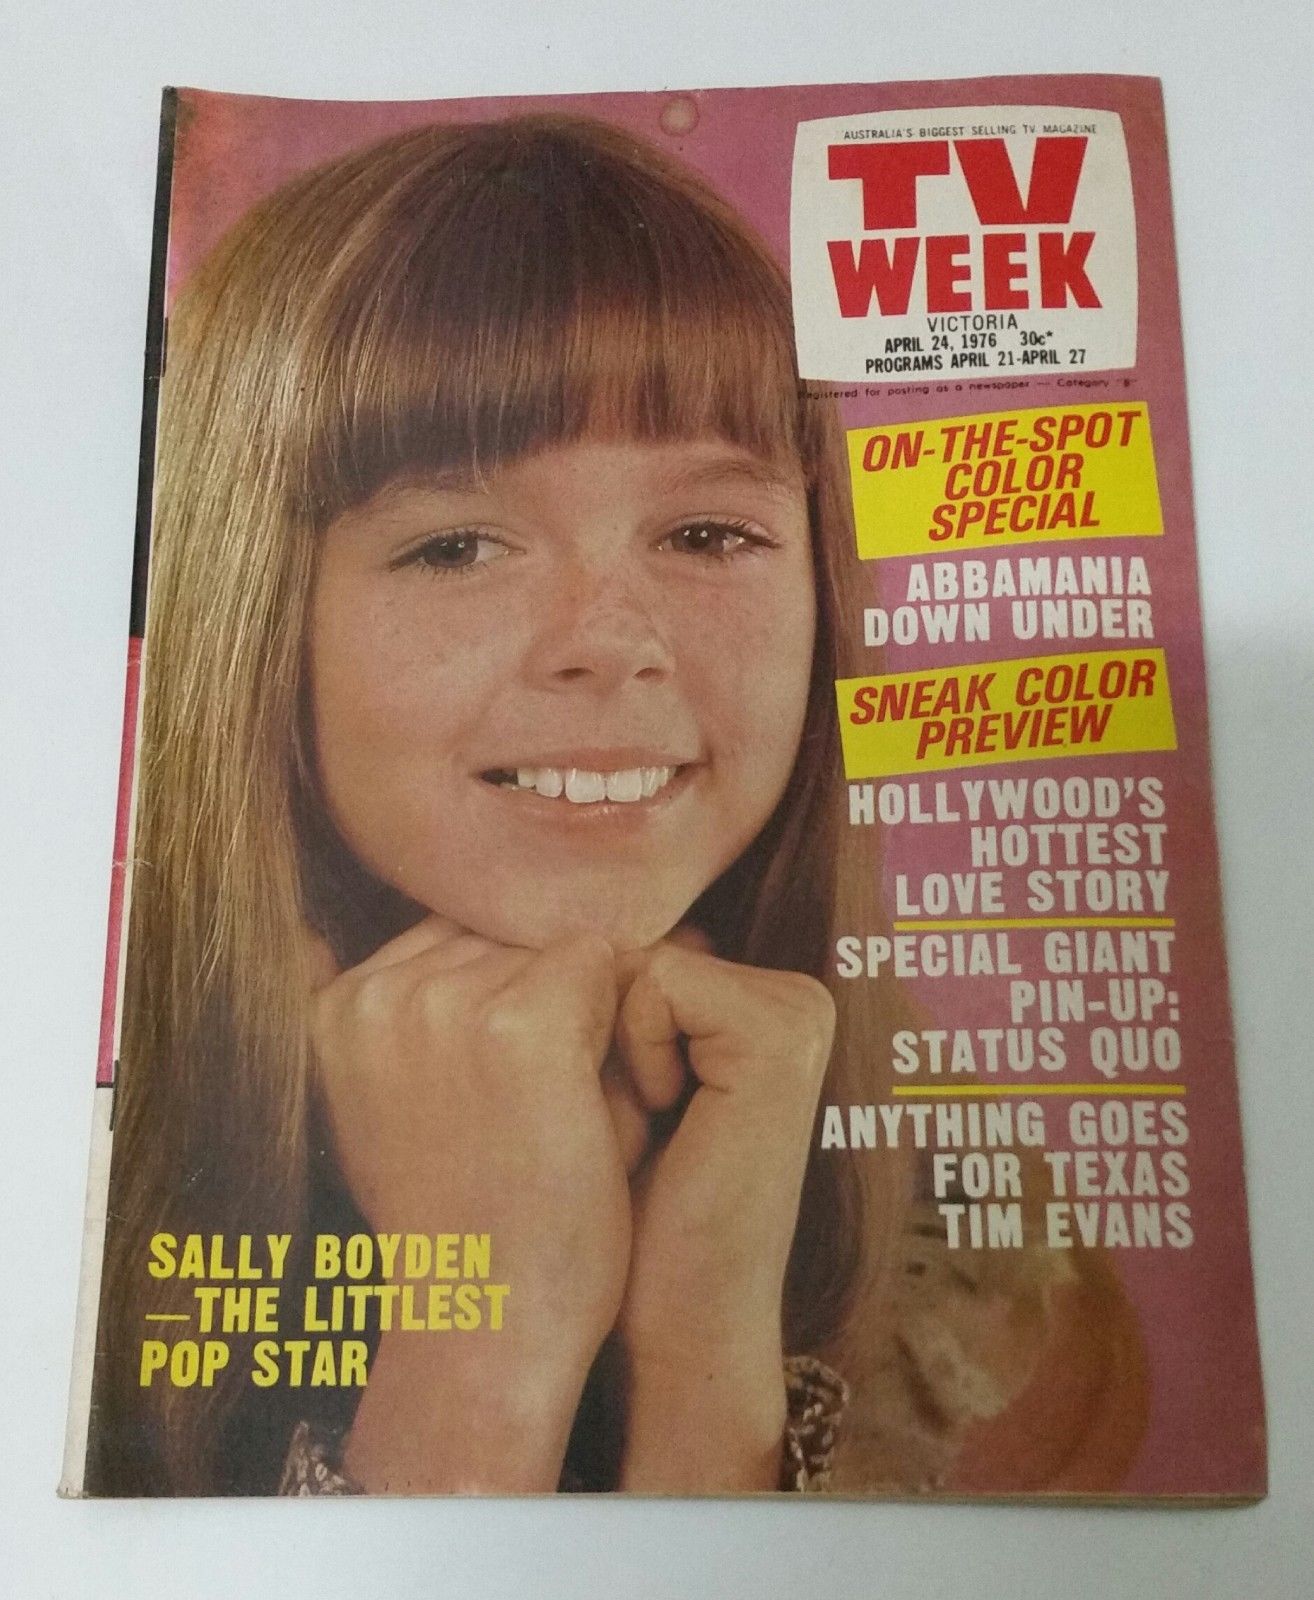 AUSTRALIA'S BIGGEST SELLING TV MAGAZINE
TV
WEEK
VICTORIA
APRIL 24, 1976 30c*
PROGRAMS APRIL 21-APRIL 27
Registered for posting as a newspaper — Category "B"
ON-THE-SPOT
COLOR
SPECIAL
ABBAMANIA
DOWN UNDER
SNEAK COLOR
PREVIEW
HOLLYWOOD'S
HOTTEST
LOVE STORY
SPECIAL GIANT
PIN-UP:
STATUS QUO
ANYTHING GOES
FOR TEXAS
TIM EVANS
SALLY BOYDEN
—THE LITTLEST
POP STAR